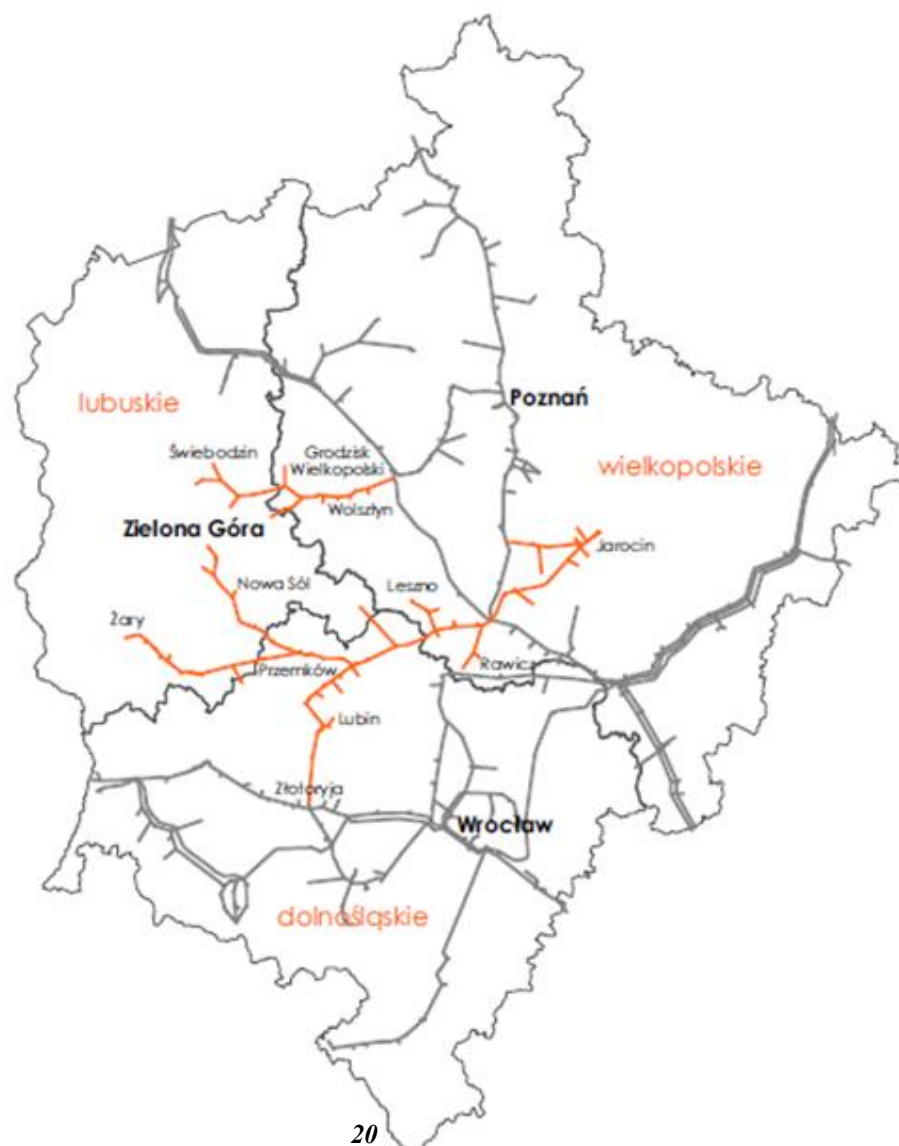 Poznań
lubuskie
Świebodzin
Grodzisk
Wielkopolski
wielkopolskie
Wolsztyn
Zielona Góra
Jarocin
Nowa Sól
Leszno
Żary
Przemków
Rawicz
Lubin
Złotoryja
Wrocław
dolnośląskie
20